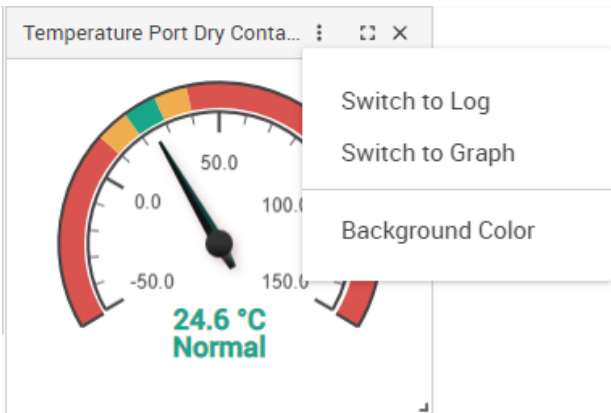 Temperature Port Dry Conta...
Switch to Log
Switch to Graph
Background Color
50.0
0.0
100.0
-50.0
150.0
24.6 °C
Normal